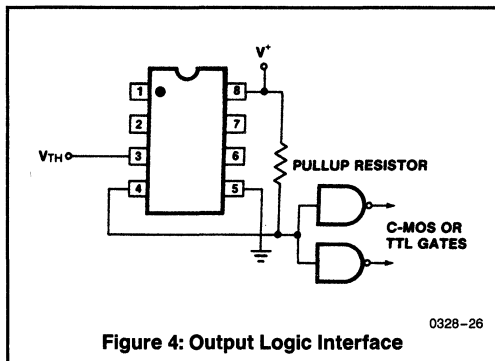 V+
1
8
2
7
VTH
3
6
PULLUP RESISTOR
4
5
C-MOS OR
TTL GATES
0328-26
Figure 4: Output Logic Interface